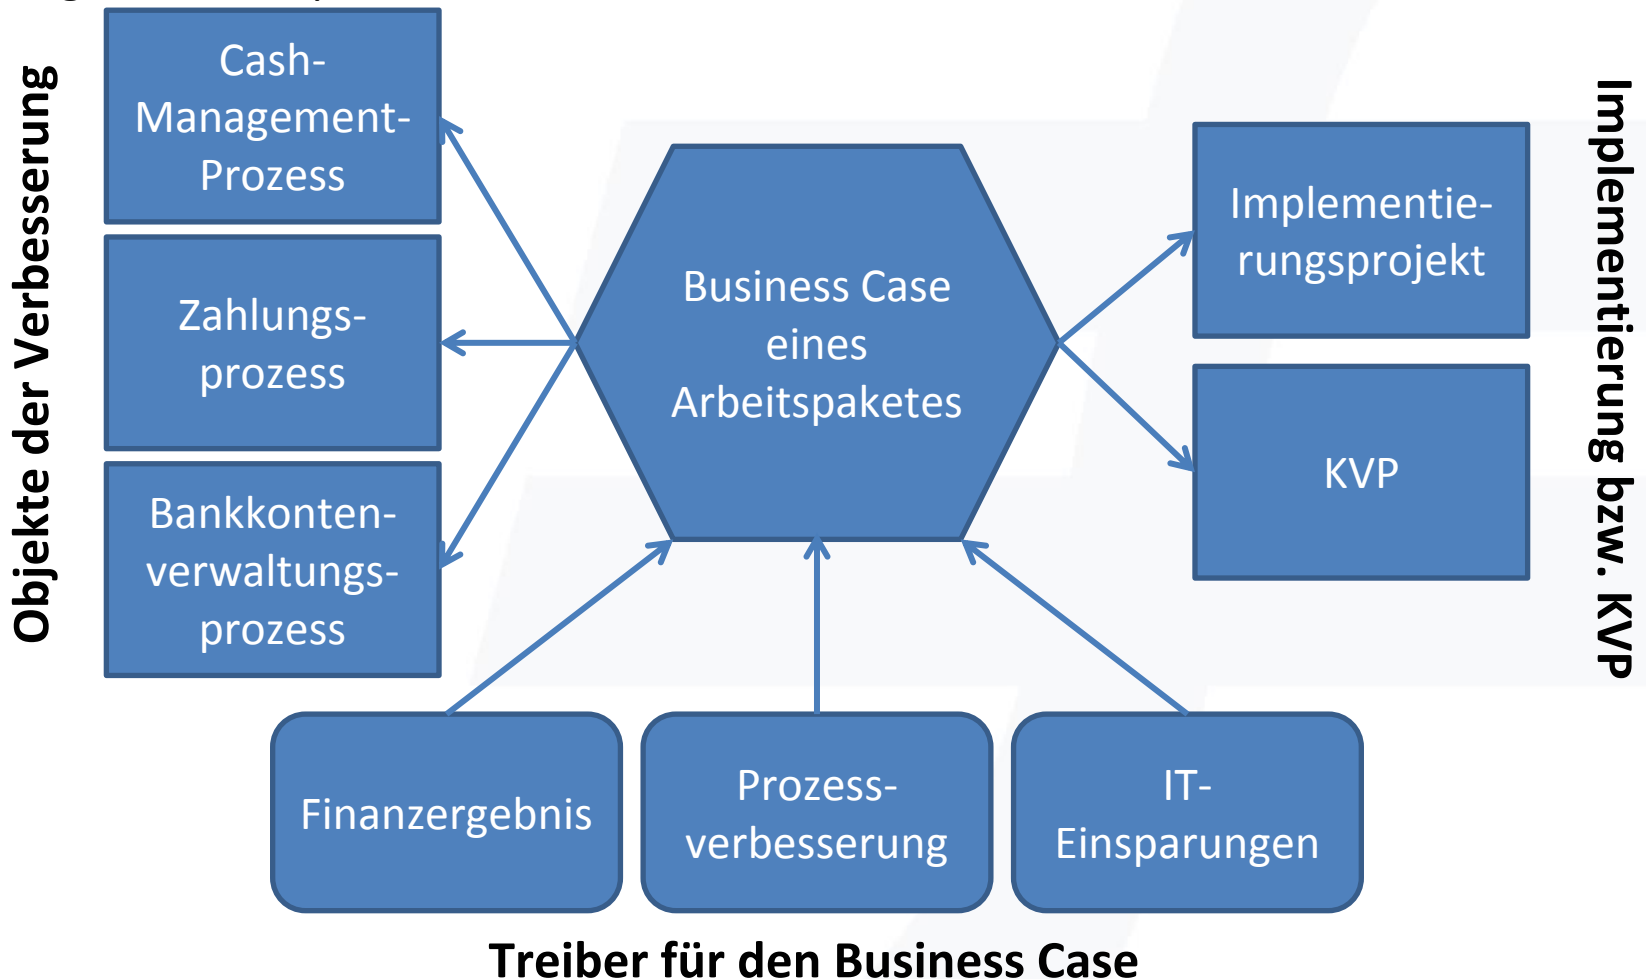 Objekte der Verbesserung
Cash-
Management-
Prozess
Zahlungs-
prozess
Bankkonten-
verwaltungs-
prozess
Business Case
eines
Arbeitspaketes
Implementie-
rungsprojekt
KVP
Implementierung bzw. KVP
Finanzergebnis
Prozess-
verbesserung
IT-
Einsparungen
Treiber für den Business Case